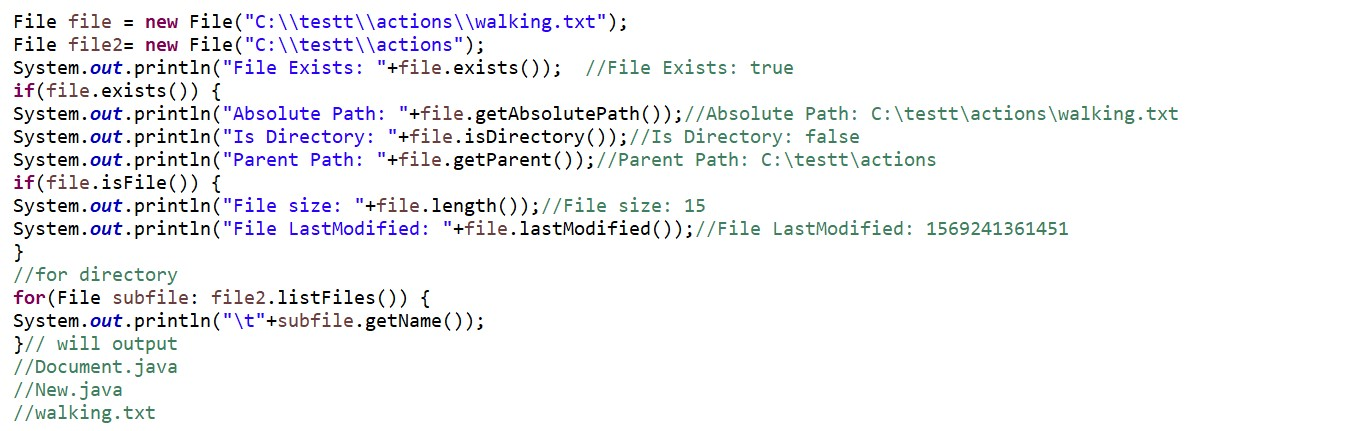 File file = new File("C:\\testt\\actions\\walking.txt");
File file2= new File("C:\\testt\\actions");
System.out.println("File Exists: "+file.exists());  //File Exists: true
if(file.exists()) {
System.out.println("Absolute Path: "+file.getAbsolutePath());//Absolute Path: C:\testt\actions\walking.txt
System.out.println("Is Directory: "+file.isDirectory());//Is Directory: false
System.out.println("Parent Path: "+file.getParent());//Parent Path: C:\testt\actions
if(file.isFile()) {
System.out.println("File size: "+file.length());//File size: 15
System.out.println("File LastModified: "+file.lastModified());//File LastModified: 1569241361451
}
//for directory
for(File subfile: file2.listFiles()) {
System.out.println("\t"+subfile.getName());
}// will output
//Document.java
//New.java
//walking.txt